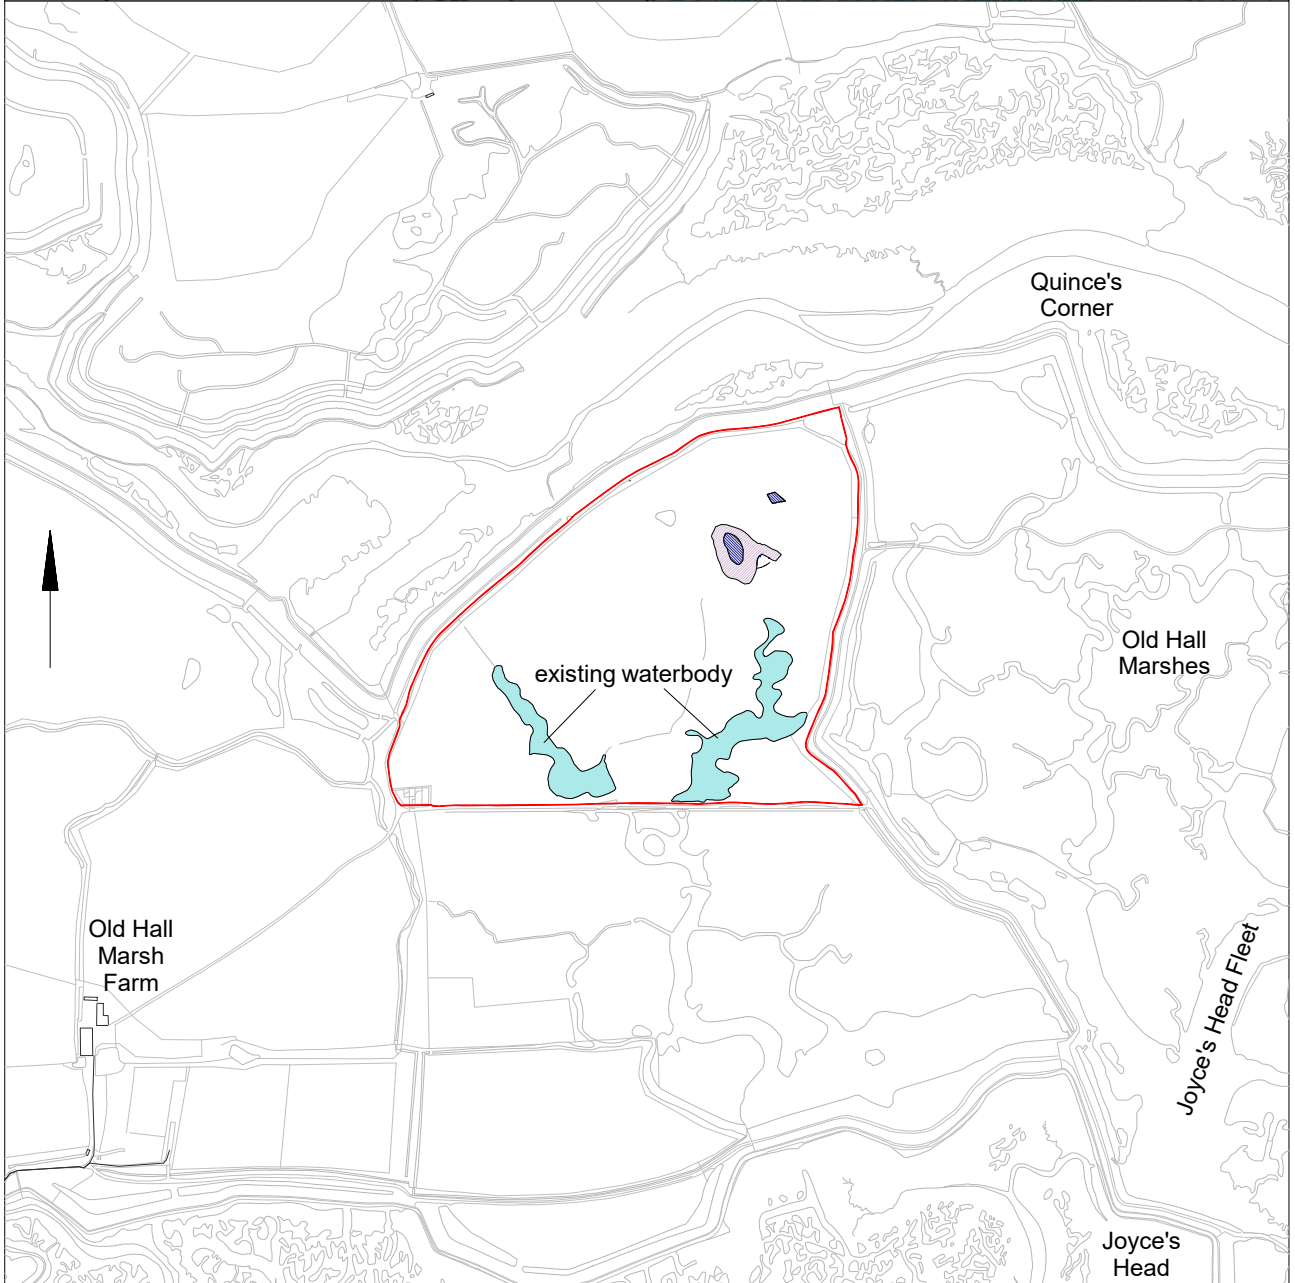 Quince's
Corner
existing waterbody
Old Hall
Marshes
Old Hall
Marsh
Farm
Joyce's Head Fleet
Joyce's
Head